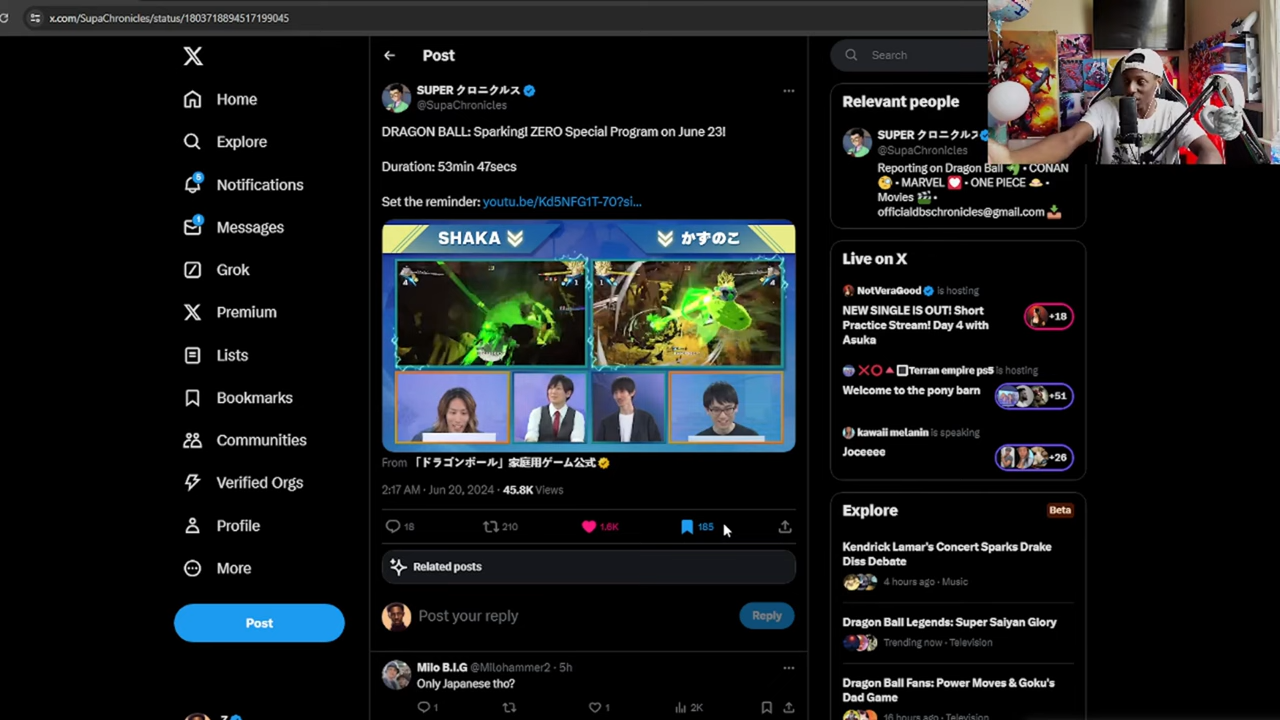 x.com/SupaChronicles/status/1803718894517199045
Home
Explore
5
Notifications
1
Messages
Grok
Premium
Lists
Bookmarks
Communities
Verified Orgs
Profile
More
Post
Post
SUPER クロニクルス
@SupaChronicles
DRAGON BALL: Sparking! ZERO Special Program on June 23!
Duration: 53min 47secs
Set the reminder: youtu.be/Kd5NFG1T-70?si...
SHAKA
かずのこ
From 「ドラゴンボール」家庭用ゲーム公式
2:17 AM · Jun 20, 2024 · 45.8K Views
18 210 1.6K 185
Related posts
Post your reply
Reply
Milo B.I.G @Milohammer2 · 5h
Only Japanese tho?
1 1 2K
Search
Relevant people
SUPER クロニクルス
@SupaChronicles
Reporting on Dragon Ball • CONAN
• MARVEL • ONE PIECE •
Movies •
officialdbschronicles@gmail.com
Live on X
NotVeraGood is hosting
NEW SINGLE IS OUT! Short
Practice Stream! Day 4 with
Asuka
+18
Terran empire ps5 is hosting
Welcome to the pony barn
+51
kawaii melanin is speaking
Joceeee
+26
Explore
Beta
Kendrick Lamar's Concert Sparks Drake
Diss Debate
4 hours ago · Music
Dragon Ball Legends: Super Saiyan Glory
Trending now · Television
Dragon Ball Fans: Power Moves & Goku's
Dad Game
16 hours ago · Television